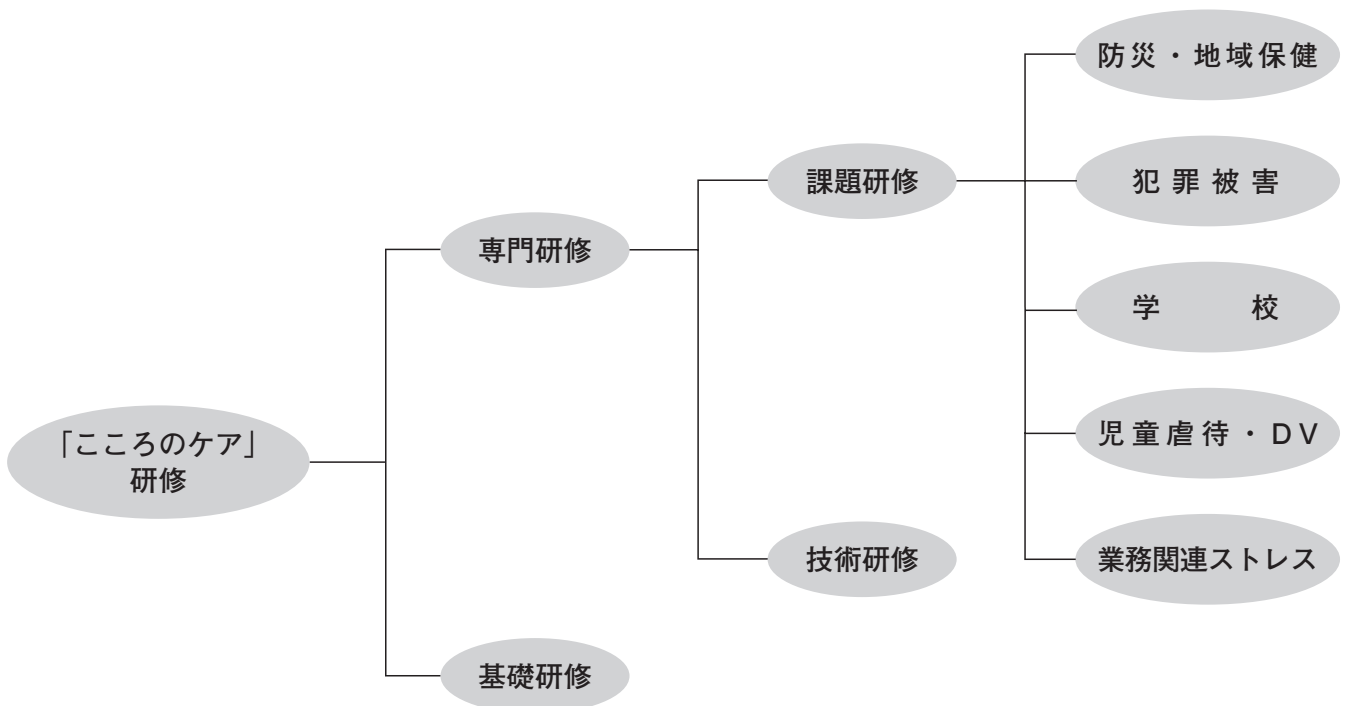 防災・地域保健
犯罪被害
課題研修
専門研修
学校
児童虐待・DV
「こころのケア」
研修
技術研修
業務関連ストレス
基礎研修